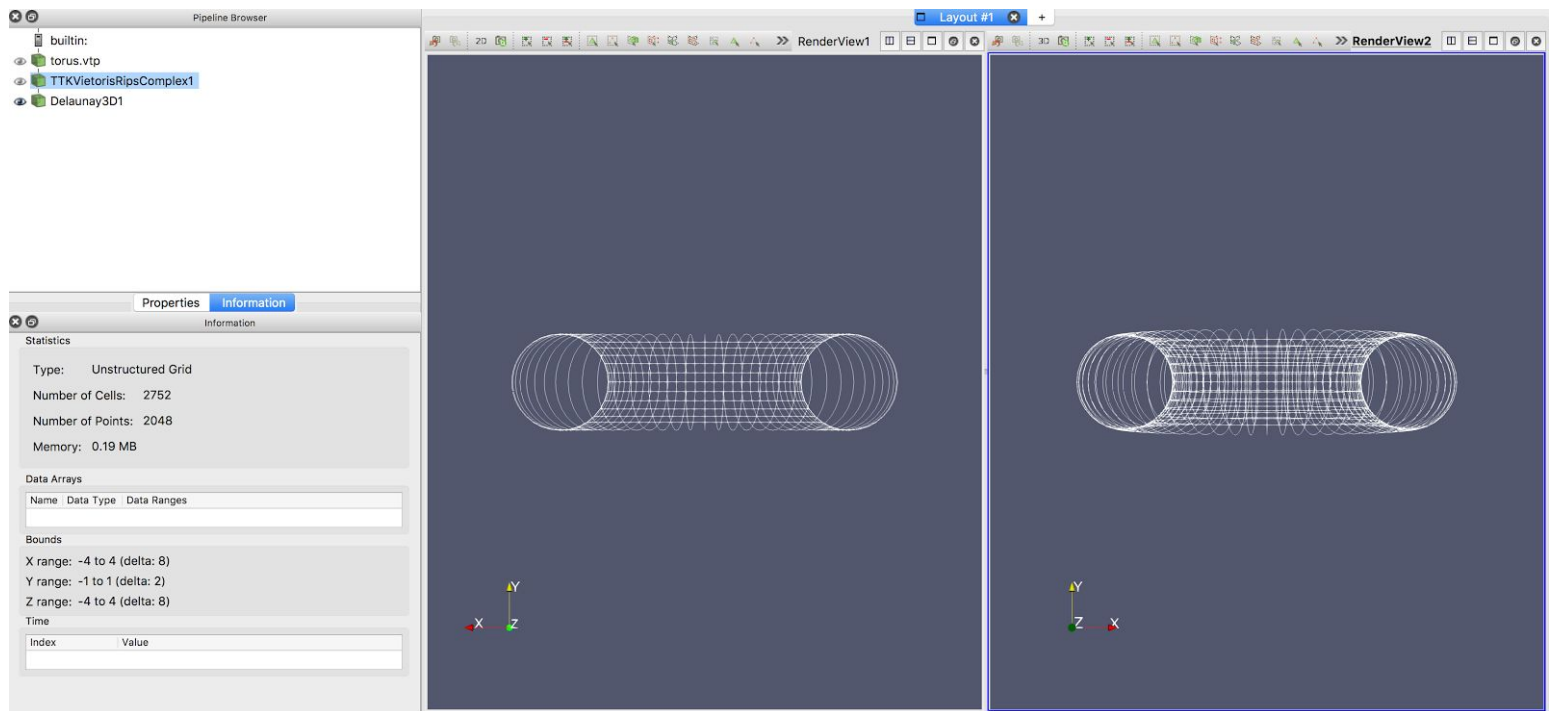 Pipeline Browser
builtin:
torus.vtp
TTKVietorisRipsComplex1
Delaunay3D1
Properties Information
Information
Statistics
Type: Unstructured Grid
Number of Cells: 2752
Number of Points: 2048
Memory: 0.19 MB
Data Arrays
Name Data Type Data Ranges
Bounds
X range: -4 to 4 (delta: 8)
Y range: -1 to 1 (delta: 2)
Z range: -4 to 4 (delta: 8)
Time
Index Value
Layout #1 +
2D RenderView1
3D RenderView2
Y
X Z
Y
Z X